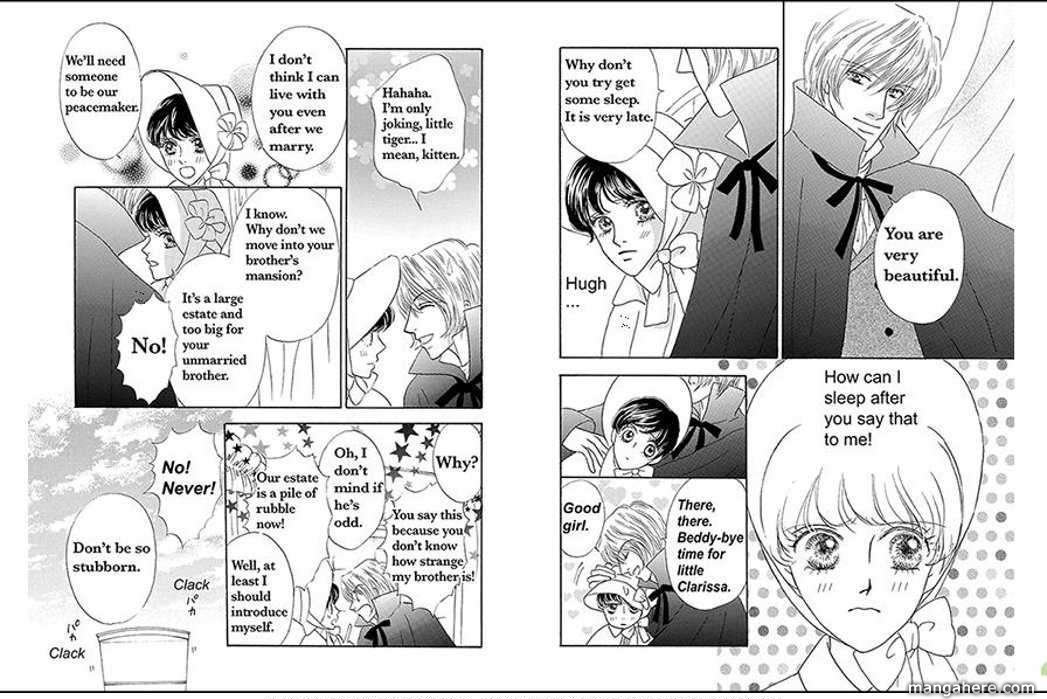 You are
very
beautiful.
Why don't
you try get
some sleep.
It is very late.
Hugh
...
How can I
sleep after
you say that
to me!
There,
there.
Beddy-bye
time for
little
Clarissa.
Good
girl.
Hahaha.
I'm only
joking, little
tiger... I
mean, kitten.
I don't
think I can
live with
you even
after we
marry.
We'll need
someone
to be our
peacemaker.
I know.
Why don't we
move into your
brother's
mansion?
It's a large
estate and
too big for
your
unmarried
brother.
No!
Why?
You say this
because you
don't know
how strange
my brother is!
Oh, I
don't
mind if
he's
odd.
Our estate
is a pile of
rubble
now!
Well, at
least I
should
introduce
myself.
No!
Never!
Don't be so
stubborn.
Clack
パカ
パカ
Clack
mangahere.com